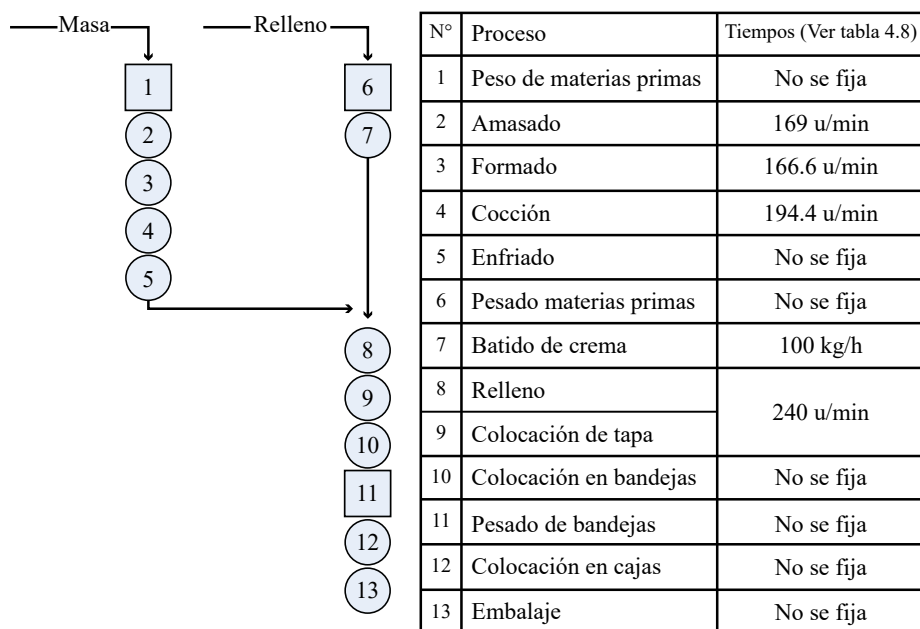 Masa
Relleno
1
2
3
4
5
6
7
8
9
10
11
12
13
N° Proceso Tiempos (Ver tabla 4.8)
1 Peso de materias primas No se fija
2 Amasado 169 u/min
3 Formado 166.6 u/min
4 Cocción 194.4 u/min
5 Enfriado No se fija
6 Pesado materias primas No se fija
7 Batido de crema 100 kg/h
8 Relleno 240 u/min
9 Colocación de tapa
10 Colocación en bandejas No se fija
11 Pesado de bandejas No se fija
12 Colocación en cajas No se fija
13 Embalaje No se fija